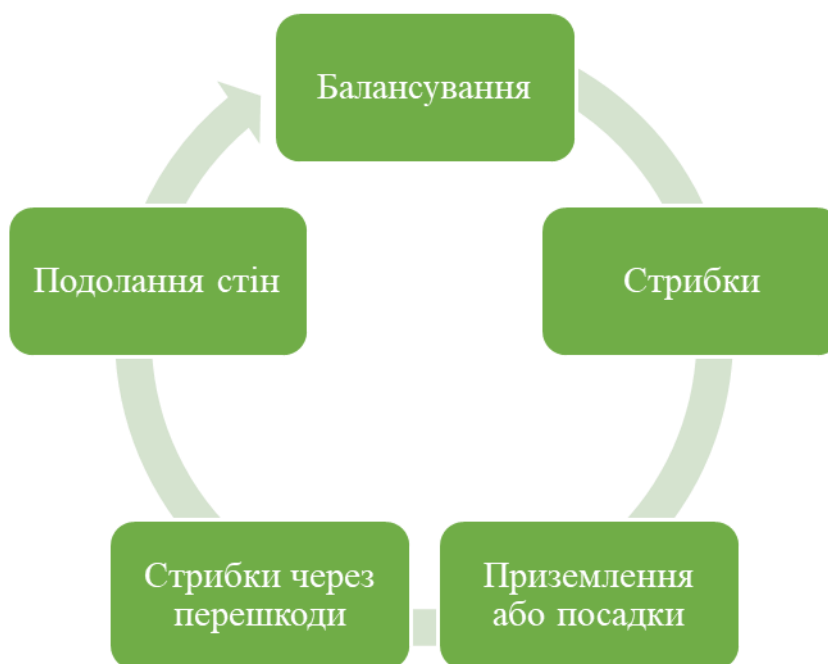 Балансування
Стрибки
Приземлення
або посадки
Стрибки через
перешкоди
Подолання стін